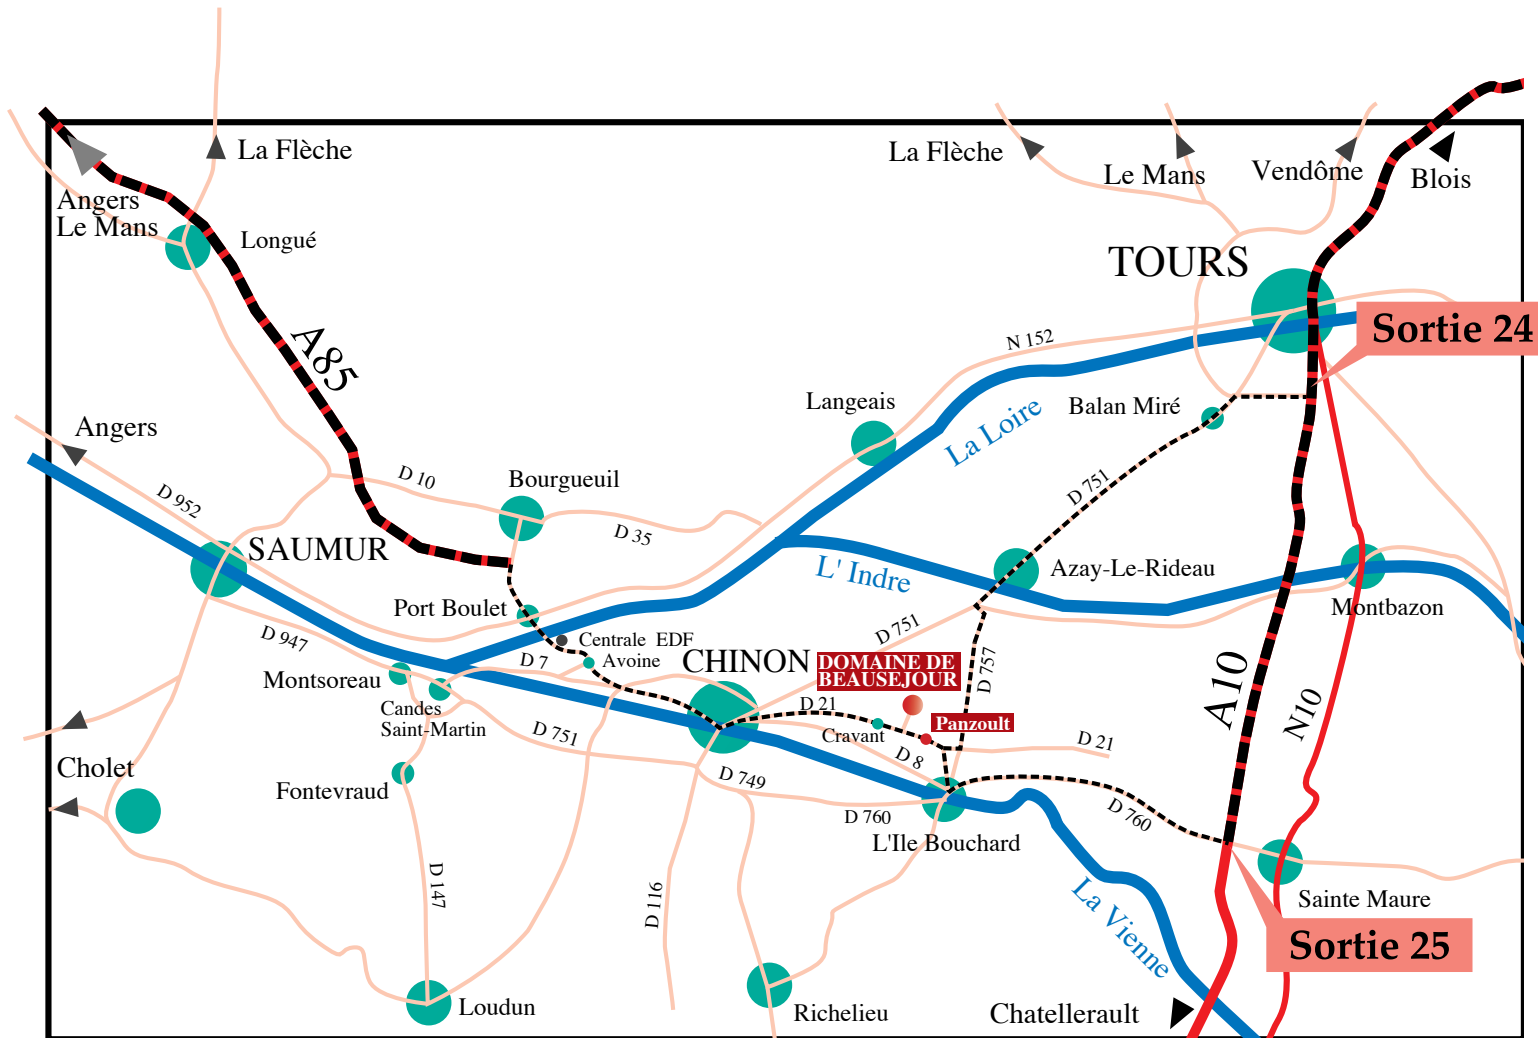 La Flèche
La Flèche
Le Mans
Vendôme
Blois
Angers
Le Mans
Longué
TOURS
Sortie 24
A85
N 152
Langeais
La Loire
Balan Miré
Angers
D 952
D 10
Bourgueil
D 35
D 751
SAUMUR
L' Indre
Azay-Le-Rideau
Montbazon
Port Boulet
Centrale EDF
Avoine
D 947
D 7
CHINON
D 751
DOMAINE DE
BEAUSEJOUR
D 757
Montsoreau
Candes
Saint-Martin
D 21
Cravant
Panzoult
D 21
A10
N10
D 751
D 8
Cholet
Fontevraud
D 749
D 760
L'Ile Bouchard
D 760
D 147
D 116
La Vienne
Sainte Maure
Sortie 25
Loudun
Richelieu
Chatellerault